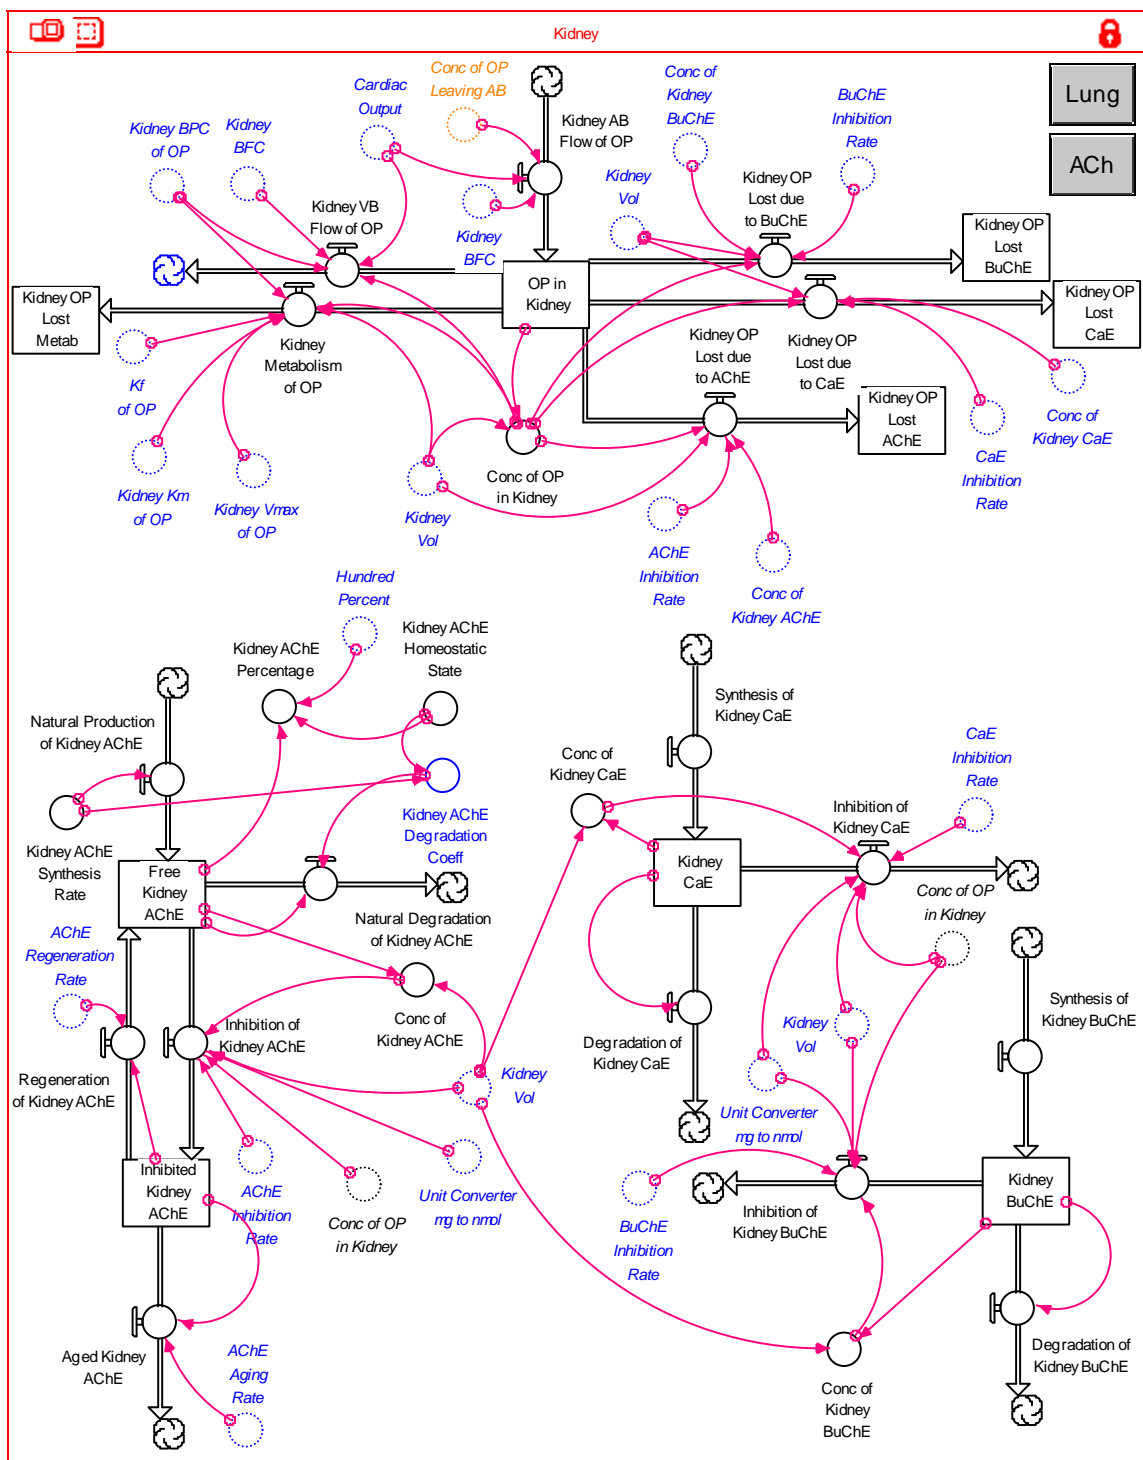 Kidney
Lung
ACh
Conc of OP
Leaving AB
Cardiac
Output
Kidney BPC
of OP
Kidney
BFC
Kidney AB
Flow of OP
Conc of
Kidney
BuChE
BuChE
Inhibition
Rate
Kidney
Vol
Kidney OP
Lost due
to BuChE
Kidney VB
Flow of OP
Kidney
BFC
OP in
Kidney
Kidney OP
Lost
BuChE
Kidney OP
Lost
CaE
Kidney OP
Lost
Metab
Kidney
Metabolism
of OP
Kidney OP
Lost due
to AChE
Kidney OP
Lost due
to CaE
Kidney OP
Lost
AChE
Kf
of OP
Kidney Km
of OP
Kidney Vmax
of OP
Kidney
Vol
Conc of OP
in Kidney
Conc of
Kidney CaE
CaE
Inhibition
Rate
AChE
Inhibition
Rate
Conc of
Kidney AChE
Hundred
Percent
Kidney AChE
Homeostatic
State
Kidney AChE
Percentage
Natural Production
of Kidney AChE
Kidney AChE
Synthesis
Rate
Kidney AChE
Degradation
Coeff
Free
Kidney
AChE
Natural Degradation
of Kidney AChE
AChE
Regeneration
Rate
Inhibition of
Kidney AChE
Conc of
Kidney AChE
Regeneration
of Kidney AChE
Kidney
Vol
Inhibited
Kidney
AChE
AChE
Inhibition
Rate
Conc of OP
in Kidney
Unit Converter
mg to nmol
Aged Kidney
AChE
AChE
Aging
Rate
Synthesis of
Kidney CaE
Conc of
Kidney CaE
CaE
Inhibition
Rate
Inhibition of
Kidney CaE
Kidney
CaE
Conc of OP
in Kidney
Degradation of
Kidney CaE
Kidney
Vol
Synthesis of
Kidney BuChE
Unit Converter
mg to nmol
BuChE
Inhibition
Rate
Inhibition of
Kidney BuChE
Kidney
BuChE
Conc of
Kidney
BuChE
Degradation of
Kidney BuChE